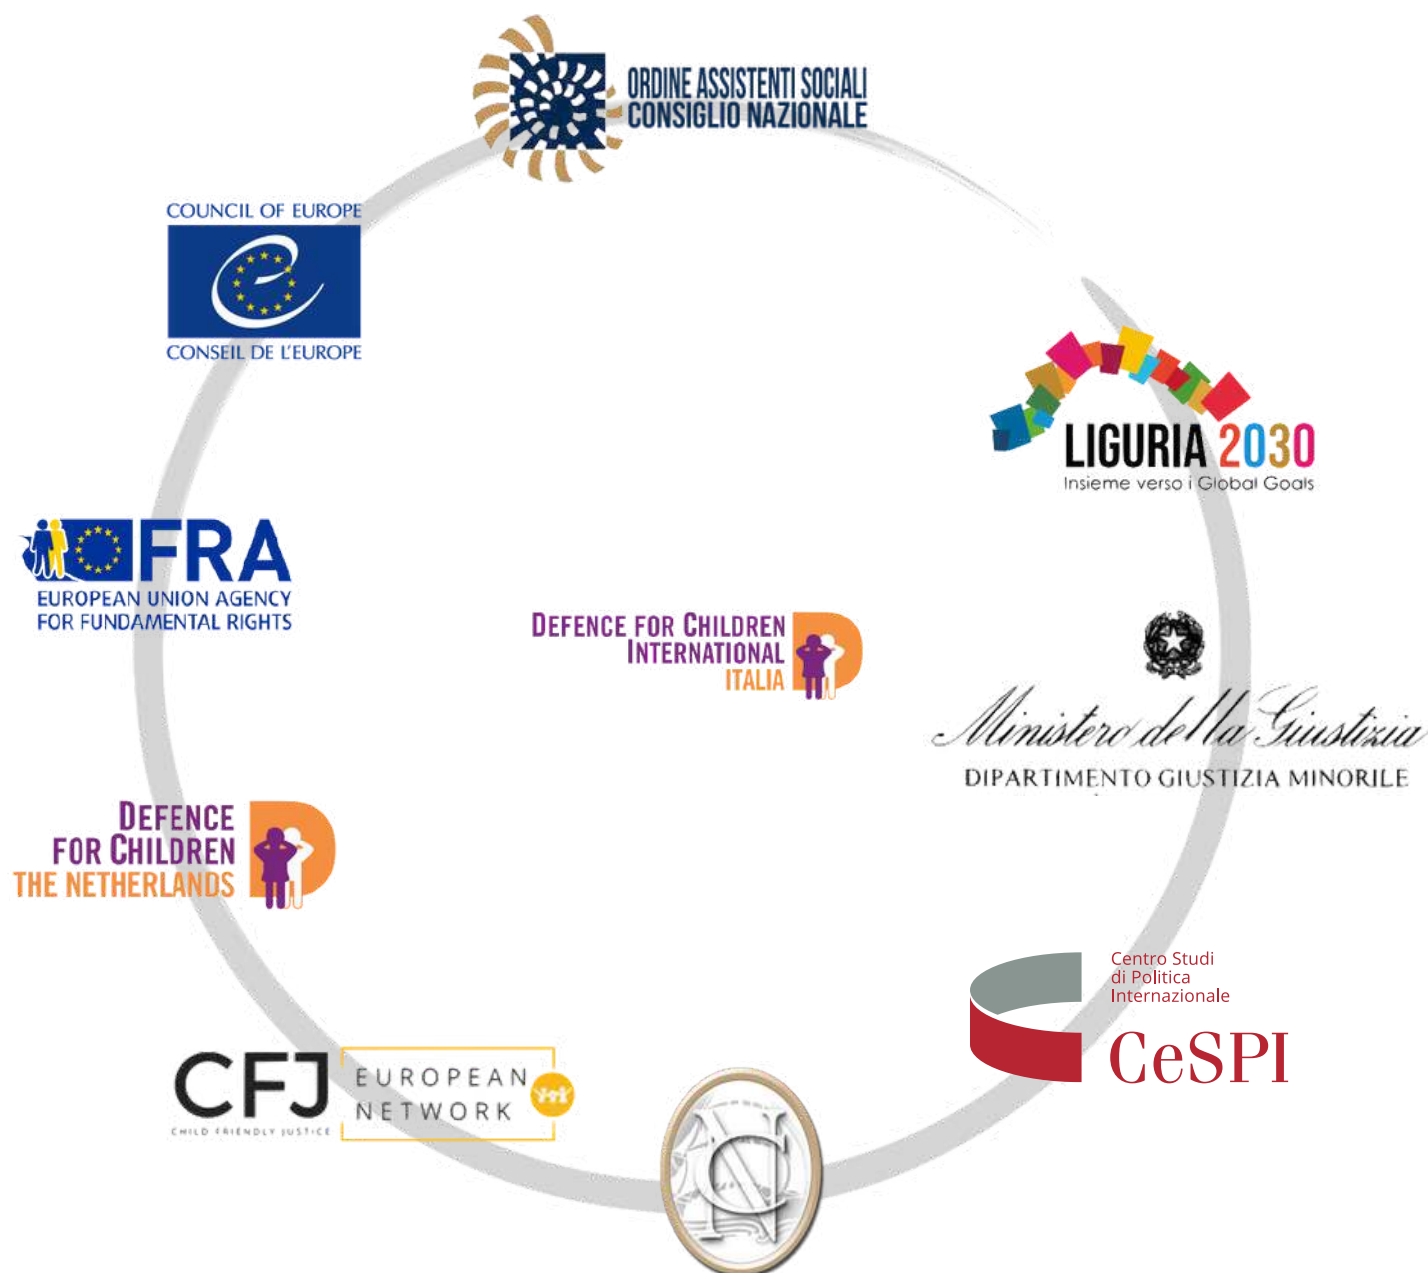 ORDINE ASSISTENTI SOCIALI
CONSIGLIO NAZIONALE
COUNCIL OF EUROPE
CONSEIL DE L'EUROPE
LIGURIA 2030
Insieme verso i Global Goals
FRA
EUROPEAN UNION AGENCY
FOR FUNDAMENTAL RIGHTS
DEFENCE FOR CHILDREN
INTERNATIONAL
ITALIA
Ministero della Giustizia
DIPARTIMENTO GIUSTIZIA MINORILE
DEFENCE
FOR CHILDREN
THE NETHERLANDS
Centro Studi
di Politica
Internazionale
CeSPI
CFJ
CHILD FRIENDLY JUSTICE
EUROPEAN
NETWORK
CN